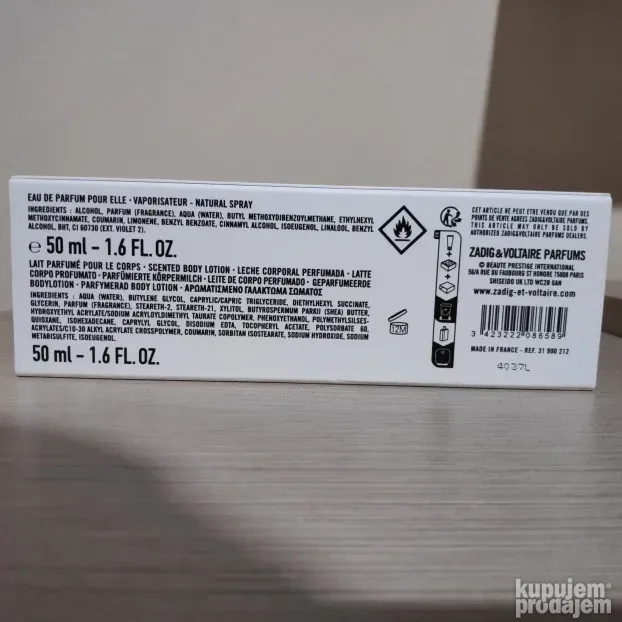 EAU DE PARFUM POUR ELLE • VAPORISATEUR - NATURAL SPRAY
INGREDIENTS : ALCOHOL, PARFUM (FRAGRANCE), AQUA (WATER), BUTYL METHOXYDIBENZOYLMETHANE, ETHYLHEXYL
METHOXYCINNAMATE, COUMARIN, LIMONENE, BENZYL BENZOATE, CINNAMYL ALCOHOL, ISOEUGENOL, LINALOOL, BENZYL
ALCOHOL, BHT, CI 60730 (EXT. VIOLET 2).
℮ 50 ml – 1.6 FL. OZ.
LAIT PARFUMÉ POUR LE CORPS • SCENTED BODY LOTION • LECHE CORPORAL PERFUMADA • LATTE
CORPO PROFUMATO • PARFÜMIERTE KÖRPERMILCH • LEITE DE CORPO PERFUMADO • GEPARFUMEERDE
BODYLOTION • PARFYMERAD BODY LOTION • ΑΡΩΜΑΤΙΣΜΕΝΟ ΓΑΛΑΚΤΩΜΑ ΣΩΜΑΤΟΣ
INGREDIENTS : AQUA (WATER), BUTYLENE GLYCOL, CAPRYLIC/CAPRIC TRIGLYCERIDE, DIETHYLHEXYL SUCCINATE,
GLYCERIN, PARFUM (FRAGRANCE), STEARETH-2, STEARETH-21, XYLITOL, BUTYROSPERMUM PARKII (SHEA) BUTTER,
HYDROXYETHYL ACRYLATE/SODIUM ACRYLOYLDIMETHYL TAURATE COPOLYMER, PHENOXYETHANOL, POLYMETHYLSILSES-
QUIOXANE, ISOHEXADECANE, CAPRYLYL GLYCOL, DISODIUM EDTA, TOCOPHERYL ACETATE, POLYSORBATE 60,
ACRYLATES/C10-30 ALKYL ACRYLATE CROSSPOLYMER, COUMARIN, SORBITAN ISOSTEARATE, SODIUM HYDROXIDE, SODIUM
METABISULFITE, ISOEUGENOL.
50 ml – 1.6 FL. OZ.
12M
CET ARTICLE NE PEUT ETRE VENDU QUE PAR DES
POINTS DE VENTE AGREES ZADIG&VOLTAIRE PARFUMS.
THIS ARTICLE MAY ONLY BE SOLD BY
AUTHORIZED ZADIG&VOLTAIRE PARFUMS DEALERS.
ZADIG&VOLTAIRE PARFUMS
© BEAUTE PRESTIGE INTERNATIONAL
56/A RUE DU FAUBOURG ST HONORE 75008 PARIS
SHISEIDO UK LTD WC2B 6AN
www.zadig-et-voltaire.com
3 423222 086589
MADE IN FRANCE - REF. 31 900 212
4037L
kupujem
prodajem